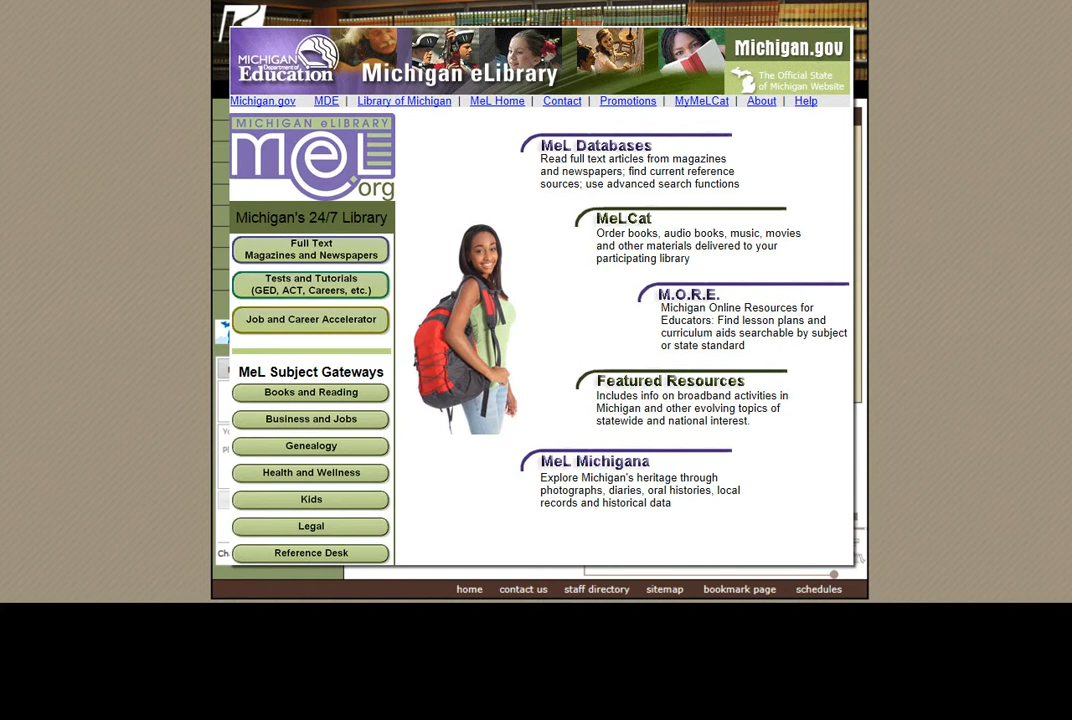 MICHIGAN
Department of
Education
Michigan eLibrary
Michigan.gov
The Official State
of Michigan Website
Michigan.gov MDE | Library of Michigan | MeL Home | Contact | Promotions | MyMeLCat | About | Help
MICHIGAN eLIBRARY
meL
.org
Michigan's 24/7 Library
Full Text
Magazines and Newspapers
Tests and Tutorials
(GED, ACT, Careers, etc.)
Job and Career Accelerator
MeL Subject Gateways
Books and Reading
Business and Jobs
Genealogy
Health and Wellness
Kids
Legal
Reference Desk
MeL Databases
Read full text articles from magazines
and newspapers; find current reference
sources; use advanced search functions
MeLCat
Order books, audio books, music, movies
and other materials delivered to your
participating library
M.O.R.E.
Michigan Online Resources for
Educators: Find lesson plans and
curriculum aids searchable by subject
or state standard
Featured Resources
Includes info on broadband activities in
Michigan and other evolving topics of
statewide and national interest.
MeL Michigana
Explore Michigan's heritage through
photographs, diaries, oral histories, local
records and historical data
home contact us staff directory sitemap bookmark page schedules